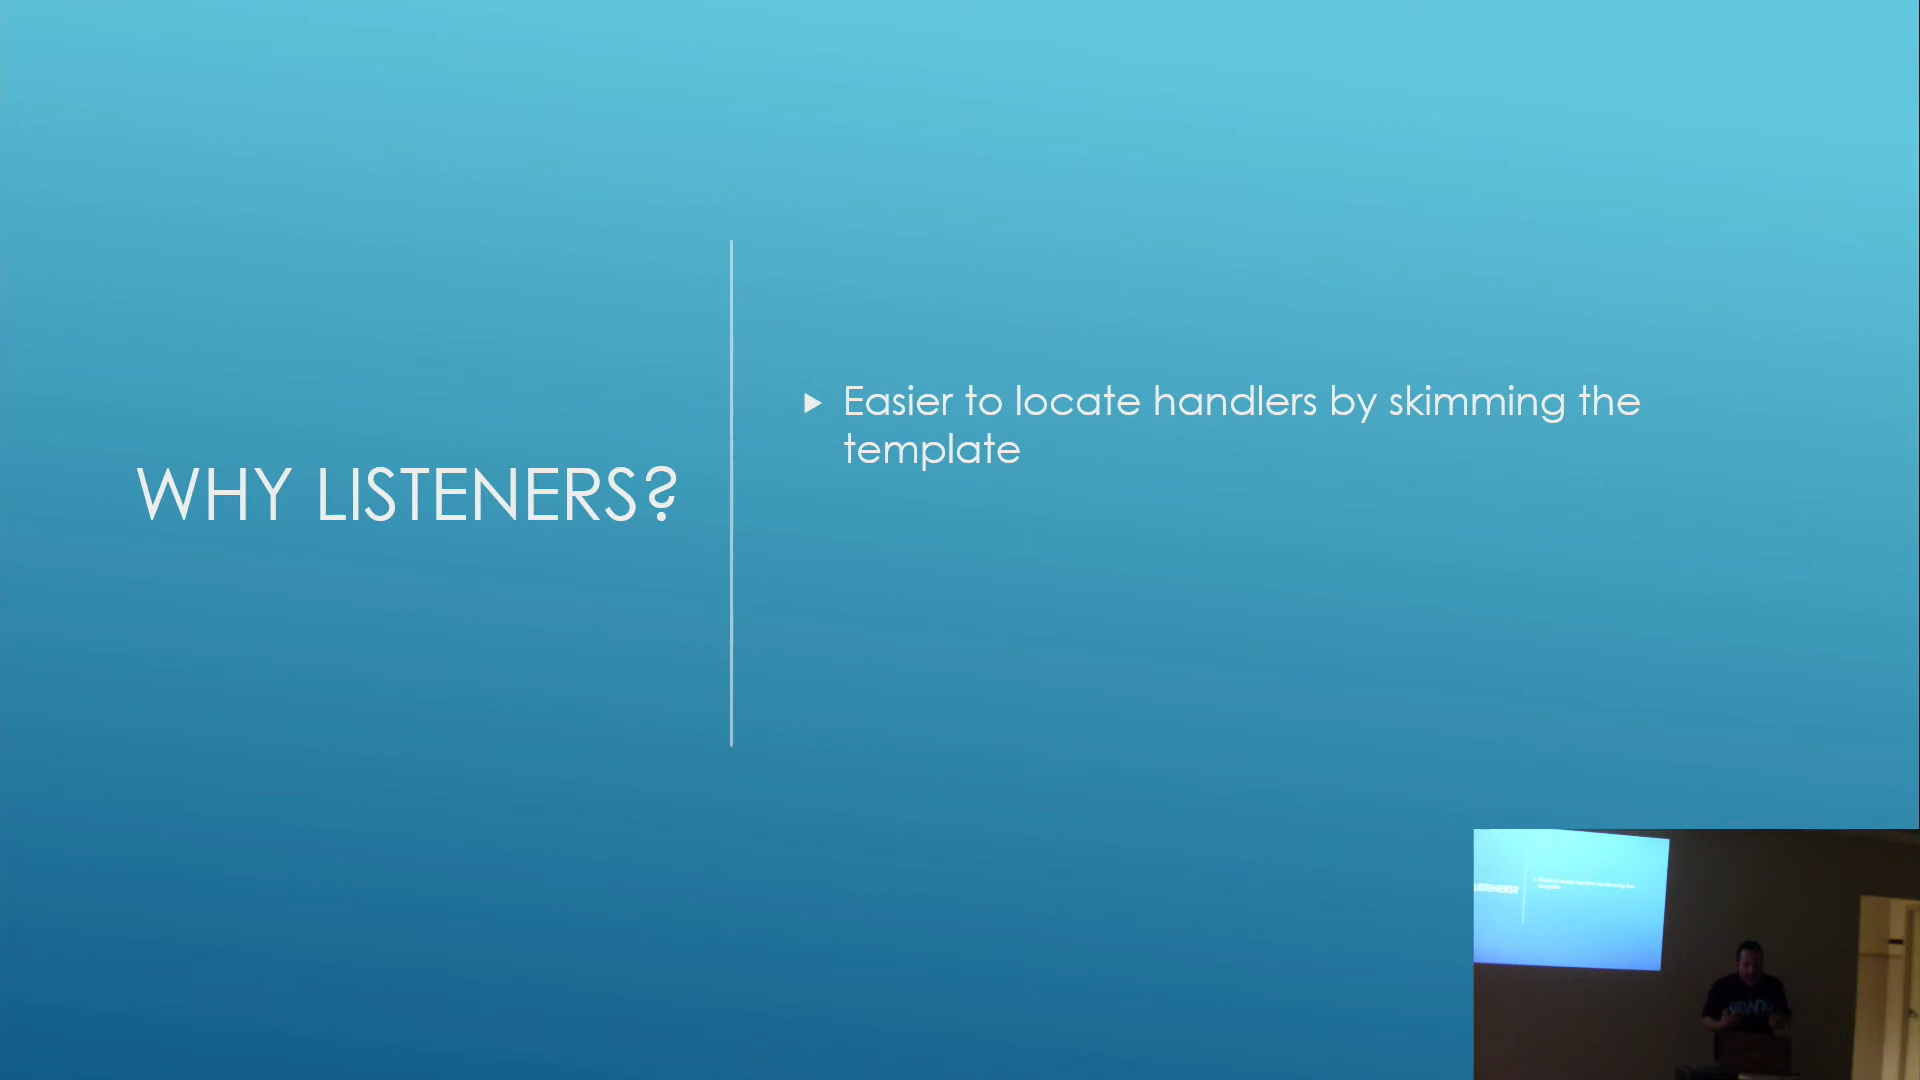 WHY LISTENERS?
Easier to locate handlers by skimming the
template